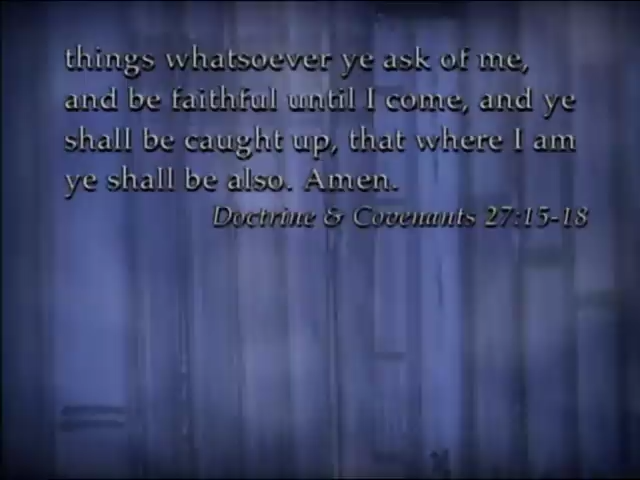 things whatsoever ye ask of me,
and be faithful until I come, and ye
shall be caught up, that where I am
ye shall be also. Amen.
Doctrine & Covenants 27:15-18